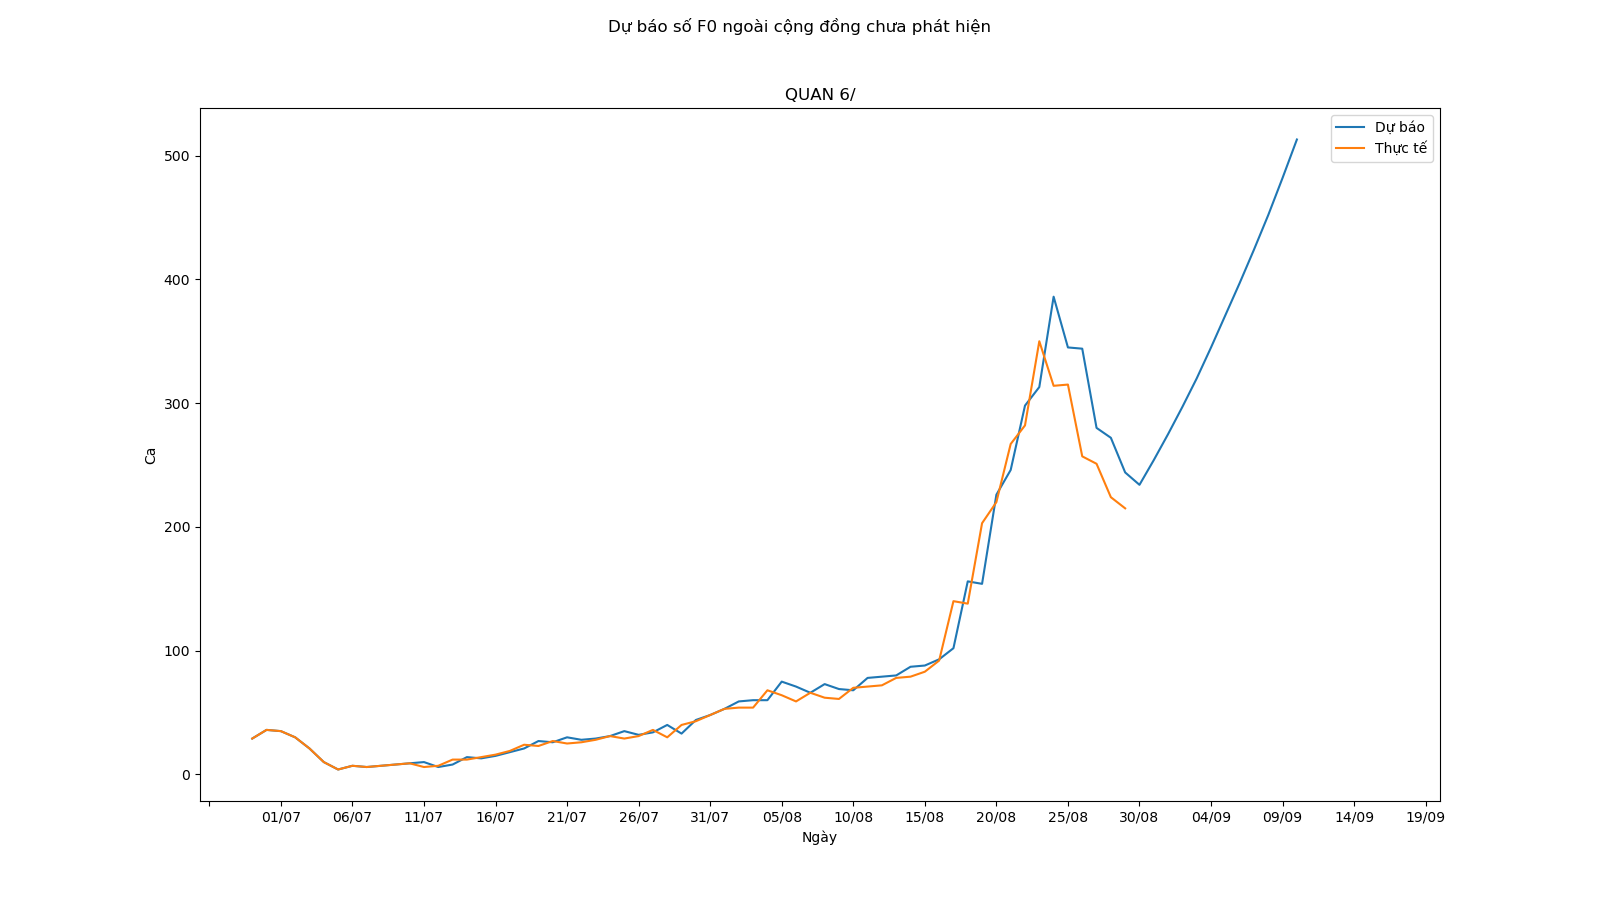 Dự báo số F0 ngoài cộng đồng chưa phát hiện
QUAN 6/
Dự báo
Thực tế
500
400
300
200
100
0
Ca
01/07 06/07 11/07 16/07 21/07 26/07 31/07 05/08 10/08 15/08 20/08 25/08 30/08 04/09 09/09 14/09 19/09
Ngày